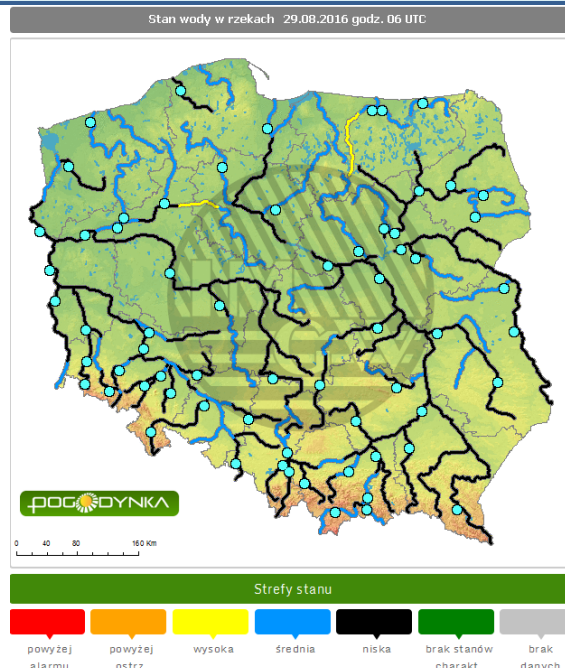 Stan wody w rzekach 29.08.2016 godz. 06 UTC
POGODYNKA
0 40 80 160 Km
Strefy stanu
powyżej alarmu
powyżej ostrz.
wysoka
średnia
niska
brak stanów charakt.
brak danych